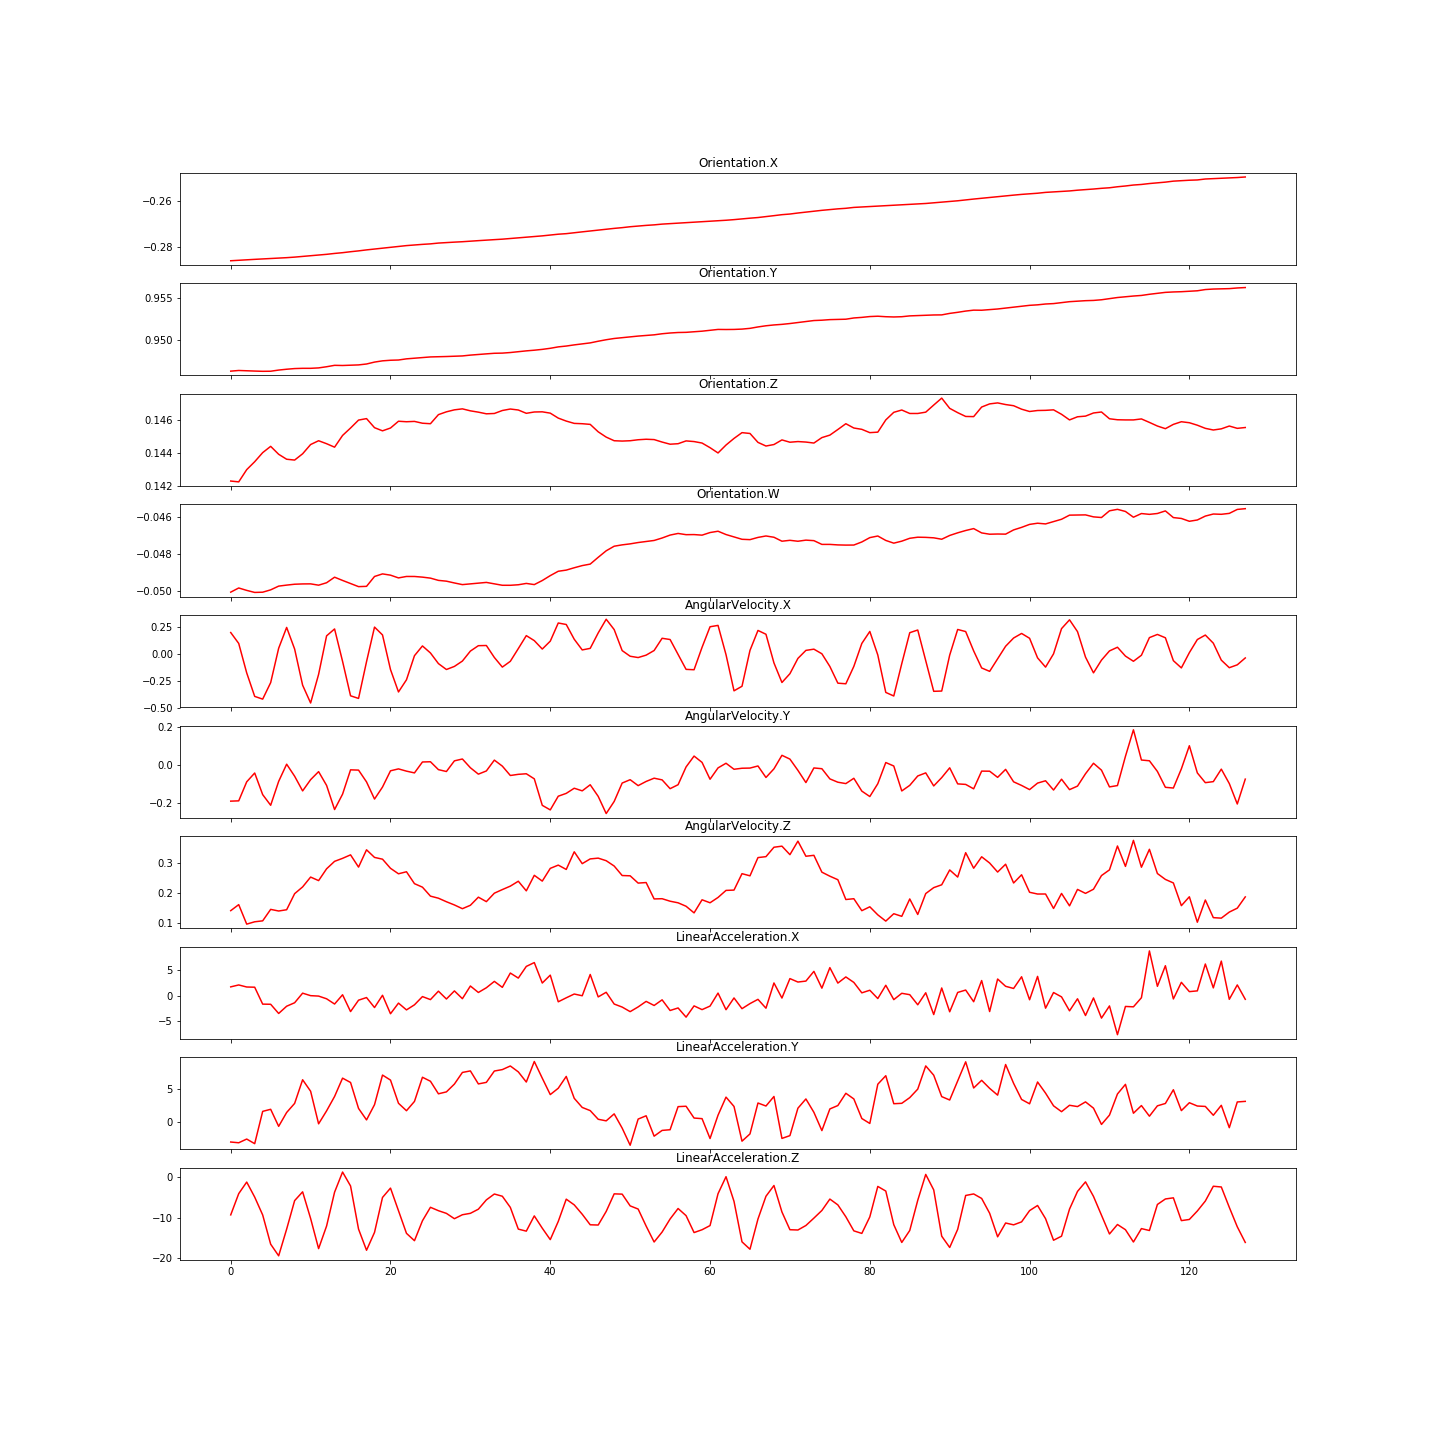 Orientation.X
−0.26
−0.28
Orientation.Y
0.955
0.950
Orientation.Z
0.146
0.144
0.142
Orientation.W
−0.046
−0.048
−0.050
AngularVelocity.X
0.25
0.00
−0.25
−0.50
AngularVelocity.Y
0.2
0.0
−0.2
AngularVelocity.Z
0.3
0.2
0.1
LinearAcceleration.X
5
0
−5
LinearAcceleration.Y
5
0
LinearAcceleration.Z
0
−10
−20
0 20 40 60 80 100 120